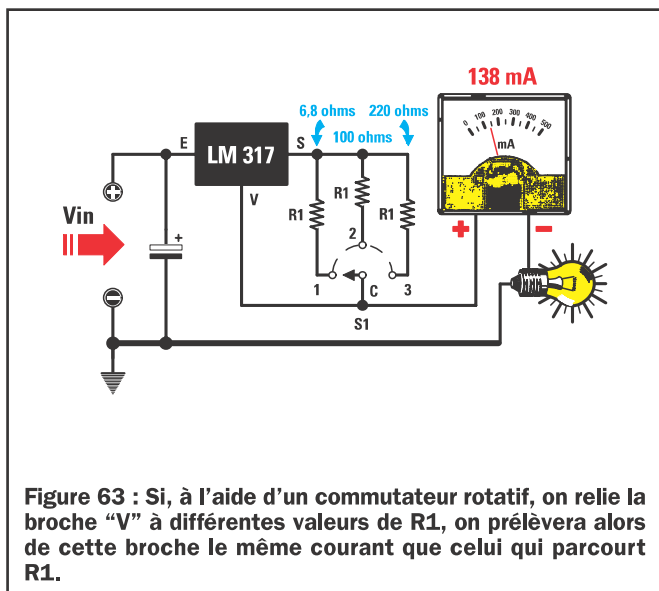 138 mA
6,8 ohms 220 ohms
100 ohms
0 100 200 300 400 500
mA
E LM 317 S
V
R1 R1 R1
Vin
+
+ −
2
1 C 3
S1
Figure 63 : Si, à l’aide d’un commutateur rotatif, on relie la
broche “V” à différentes valeurs de R1, on prélèvera alors
de cette broche le même courant que celui qui parcourt
R1.